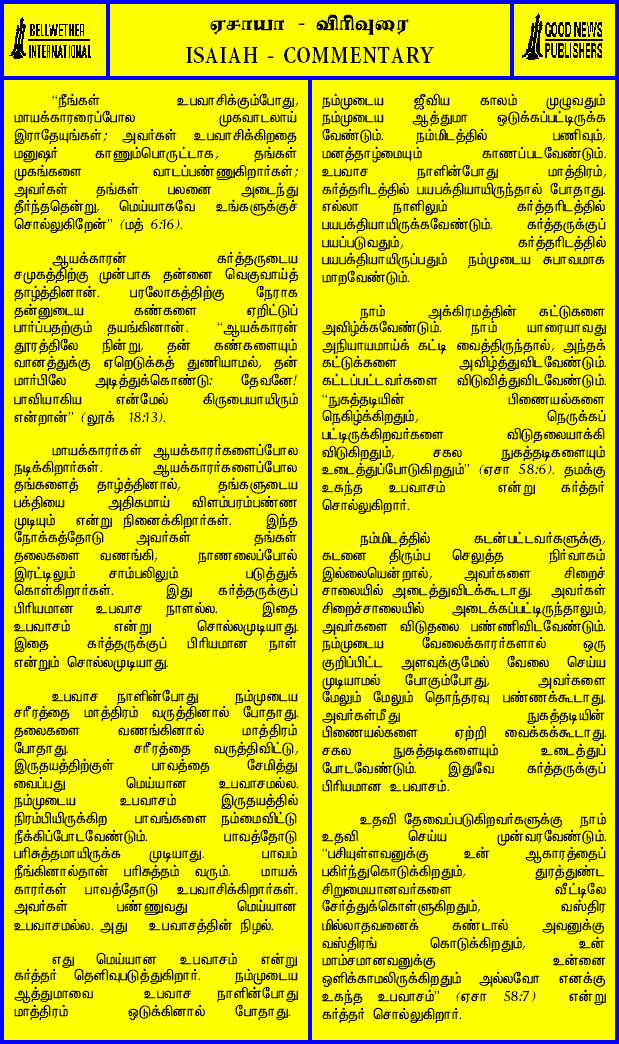 BELLWETHER
INTERNATIONAL
ஏசாயா - விரிவுரை
ISAIAH - COMMENTARY
GOOD NEWS
PUBLISHERS
“நீங்கள் உபவாசிக்கும்போது,
மாயக்காரரைப்போல முகவாடலாய்
இராதேயுங்கள்; அவர்கள் உபவாசிக்கிறதை
மனுஷர் காணும்பொருட்டாக, தங்கள்
முகங்களை வாடப்பண்ணுகிறார்கள்;
அவர்கள் தங்கள் பலனை அடைந்து
தீர்ந்ததென்று, மெய்யாகவே உங்களுக்குச்
சொல்லுகிறேன்” (மத் 6:16).
ஆயக்காரன் கர்த்தருடைய
சமுகத்திற்கு முன்பாக தன்னை வெகுவாய்த்
தாழ்த்தினான். பரலோகத்திற்கு நேராக
தன்னுடைய கண்களை ஏறிட்டுப்
பார்ப்பதற்கும் தயங்கினான். “ஆயக்காரன்
தூரத்திலே நின்று, தன் கண்களையும்
வானத்துக்கு ஏறெடுக்கத் துணியாமல், தன்
மார்பிலே அடித்துக்கொண்டு: தேவனே!
பாவியாகிய என்மேல் கிருபையாயிரும்
என்றான்” (லூக் 18:13).
மாயக்காரர்கள் ஆயக்காரர்களைப்போல
நடிக்கிறார்கள். ஆயக்காரர்களைப்போல
தங்களைத் தாழ்த்தினால், தங்களுடைய
பக்தியை அதிகமாய் விளம்பரம்பண்ண
முடியும் என்று நினைக்கிறார்கள். இந்த
நோக்கத்தோடு அவர்கள் தங்கள்
தலைகளை வணங்கி, நாணலைப்போல்
இரட்டிலும் சாம்பலிலும் படுத்துக்
கொள்கிறார்கள். இது கர்த்தருக்குப்
பிரியமான உபவாச நாளல்ல. இதை
உபவாசம் என்று சொல்லமுடியாது.
இதை கர்த்தருக்குப் பிரியமான நாள்
என்றும் சொல்லமுடியாது.
உபவாச நாளின்போது நம்முடைய
சரீரத்தை மாத்திரம் வருத்தினால் போதாது.
தலைகளை வணங்கினால் மாத்திரம்
போதாது. சரீரத்தை வருத்திவிட்டு,
இருதயத்திற்குள் பாவத்தை சேமித்து
வைப்பது மெய்யான உபவாசமல்ல.
நம்முடைய உபவாசம் இருதயத்தில்
நிரம்பியிருக்கிற பாவங்களை நம்மைவிட்டு
நீக்கிப்போடவேண்டும். பாவத்தோடு
பரிசுத்தமாயிருக்க முடியாது. பாவம்
நீங்கினால்தான் பரிசுத்தம் வரும். மாயக்
காரர்கள் பாவத்தோடு உபவாசிக்கிறார்கள்.
அவர்கள் பண்ணுவது மெய்யான
உபவாசமல்ல. அது உபவாசத்தின் நிழல்.
எது மெய்யான உபவாசம் என்று
கர்த்தர் தெளிவுபடுத்துகிறார். நம்முடைய
ஆத்துமாவை உபவாச நாளின்போது
மாத்திரம் ஒடுக்கினால் போதாது.
நம்முடைய ஜீவிய காலம் முழுவதும்
நம்முடைய ஆத்துமா ஒடுக்கப்பட்டிருக்க
வேண்டும். நம்மிடத்தில் பணிவும்,
மனத்தாழ்மையும் காணப்படவேண்டும்.
உபவாச நாளின்போது மாத்திரம்,
கர்த்தரிடத்தில் பயபக்தியாயிருந்தால் போதாது.
எல்லா நாளிலும் கர்த்தரிடத்தில்
பயபக்தியாயிருக்கவேண்டும். கர்த்தருக்குப்
பயப்படுவதும், கர்த்தரிடத்தில்
பயபக்தியாயிருப்பதும் நம்முடைய சுபாவமாக
மாறவேண்டும்.
நாம் அக்கிரமத்தின் கட்டுகளை
அவிழ்க்கவேண்டும். நாம் யாரையாவது
அநியாயமாய்க் கட்டி வைத்திருந்தால், அந்தக்
கட்டுக்களை அவிழ்த்துவிடவேண்டும்.
கட்டப்பட்டவர்களை விடுவித்துவிடவேண்டும்.
“நுகத்தடியின் பிணையல்களை
நெகிழ்க்கிறதும், நெருக்கப்
பட்டிருக்கிறவர்களை விடுதலையாக்கி
விடுகிறதும், சகல நுகத்தடிகளையும்
உடைத்துப்போடுகிறதும்” (ஏசா 58:6). தமக்கு
உகந்த உபவாசம் என்று கர்த்தர்
சொல்லுகிறார்.
நம்மிடத்தில் கடன்பட்டவர்களுக்கு,
கடனை திரும்ப செலுத்த நிர்வாகம்
இல்லையென்றால், அவர்களை சிறைச்
சாலையில் அடைத்துவிடக்கூடாது. அவர்கள்
சிறைச்சாலையில் அடைக்கப்பட்டிருந்தாலும்,
அவர்களை விடுதலை பண்ணிவிடவேண்டும்.
நம்முடைய வேலைக்காரர்களால் ஒரு
குறிப்பிட்ட அளவுக்குமேல் வேலை செய்ய
முடியாமல் போகும்போது, அவர்களை
மேலும் மேலும் தொந்தரவு பண்ணக்கூடாது.
அவர்கள்மீது நுகத்தடியின்
பிணையல்களை ஏற்றி வைக்கக்கூடாது.
சகல நுகத்தடிகளையும் உடைத்துப்
போடவேண்டும். இதுவே கர்த்தருக்குப்
பிரியமான உபவாசம்.
உதவி தேவைப்படுகிறவர்களுக்கு நாம்
உதவி செய்ய முன்வரவேண்டும்.
“பசியுள்ளவனுக்கு உன் ஆகாரத்தைப்
பகிர்ந்துகொடுக்கிறதும், துரத்துண்ட
சிறுமையானவர்களை வீட்டிலே
சேர்த்துக்கொள்ளுகிறதும், வஸ்திர
மில்லாதவனைக் கண்டால் அவனுக்கு
வஸ்திரங் கொடுக்கிறதும், உன்
மாம்சமானவனுக்கு உன்னை
ஒளிக்காமலிருக்கிறதும் அல்லவோ எனக்கு
உகந்த உபவாசம்” (ஏசா 58:7) என்று
கர்த்தர் சொல்லுகிறார்.